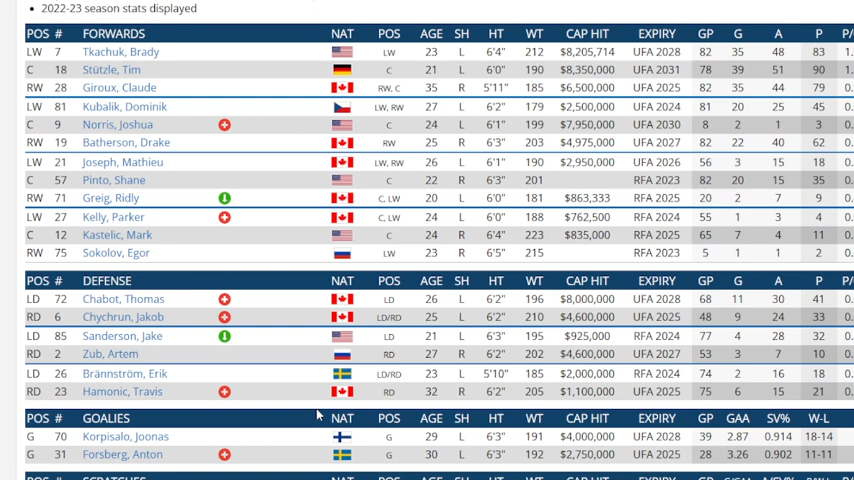 2022-23 season stats displayed
POS # FORWARDS NAT POS AGE SH HT WT CAP HIT EXPIRY GP G A P P/
LW 7 Tkachuk, Brady LW 23 L 6'4" 212 $8,205,714 UFA 2028 82 35 48 83 1.
C 18 Stützle, Tim C 21 L 6'0" 190 $8,350,000 UFA 2031 78 39 51 90 1.
RW 28 Giroux, Claude RW, C 35 R 5'11" 185 $6,500,000 UFA 2025 82 35 44 79 0.
LW 81 Kubalik, Dominik LW, RW 27 L 6'2" 179 $2,500,000 UFA 2024 81 20 25 45 0.
C 9 Norris, Joshua C 24 L 6'1" 199 $7,950,000 UFA 2030 8 2 1 3 0.
RW 19 Batherson, Drake RW 25 R 6'3" 203 $4,975,000 UFA 2027 82 22 40 62 0.
LW 21 Joseph, Mathieu LW, RW 26 L 6'1" 190 $2,950,000 UFA 2026 56 3 15 18 0.
C 57 Pinto, Shane C 22 R 6'3" 201 RFA 2023 82 20 15 35 0.
RW 71 Greig, Ridly C, LW 20 L 6'0" 181 $863,333 RFA 2025 20 2 7 9 0.
LW 27 Kelly, Parker C, LW 24 L 6'0" 188 $762,500 RFA 2024 55 1 3 4 0.
C 12 Kastelic, Mark C 24 R 6'4" 223 $835,000 RFA 2025 65 7 4 11 0.
RW 75 Sokolov, Egor LW 23 R 6'5" 215 RFA 2023 5 1 1 2 0.
POS # DEFENSE NAT POS AGE SH HT WT CAP HIT EXPIRY GP G A P P/
LD 72 Chabot, Thomas LD 26 L 6'2" 196 $8,000,000 UFA 2028 68 11 30 41 0.
RD 6 Chychrun, Jakob LD/RD 25 L 6'2" 210 $4,600,000 UFA 2025 48 9 24 33 0.
LD 85 Sanderson, Jake LD 21 L 6'3" 195 $925,000 RFA 2024 77 4 28 32 0.
RD 2 Zub, Artem RD 27 R 6'2" 202 $4,600,000 UFA 2027 53 3 7 10 0.
LD 26 Brännström, Erik LD/RD 23 L 5'10" 185 $2,000,000 RFA 2024 74 2 16 18 0.
RD 23 Hamonic, Travis RD 32 R 6'2" 205 $1,100,000 UFA 2025 75 6 15 21 0.
POS # GOALIES NAT POS AGE SH HT WT CAP HIT EXPIRY GP GAA SV% W-L
G 70 Korpisalo, Joonas G 29 L 6'3" 191 $4,000,000 UFA 2028 39 2.87 0.914 18-14
G 31 Forsberg, Anton G 30 L 6'3" 192 $2,750,000 UFA 2025 28 3.26 0.902 11-11